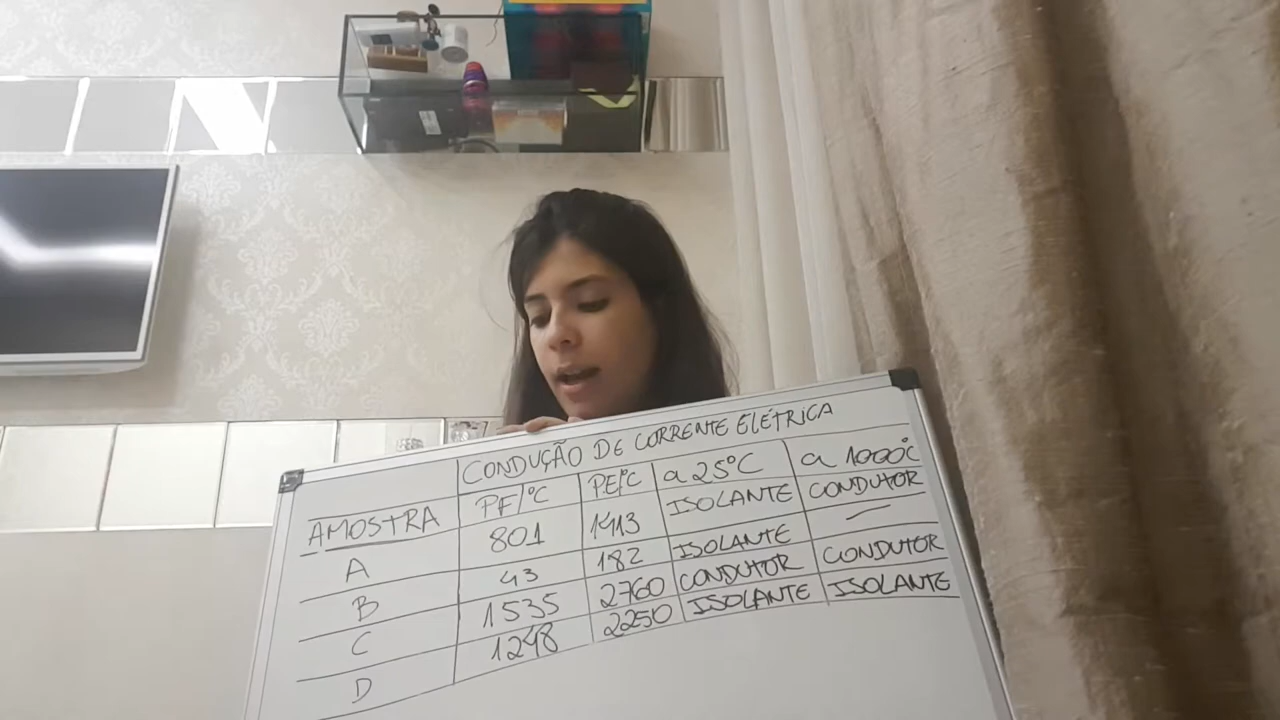 CONDUÇÃO DE CORRENTE ELÉTRICA
AMOSTRA PF/°C PE/°C a 25°C a 1000°C
A 801 1413 ISOLANTE CONDUTOR
B 43 182 ISOLANTE —
C 1535 2760 CONDUTOR CONDUTOR
D 1248 2250 ISOLANTE ISOLANTE